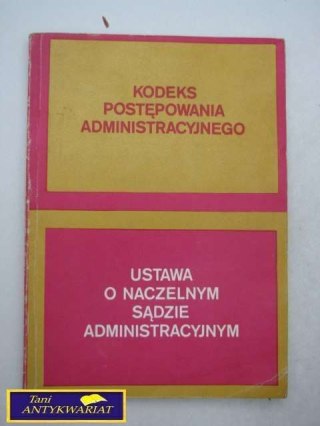 KODEKS
POSTĘPOWANIA
ADMINISTRACYJNEGO
USTAWA
O NACZELNYM
SĄDZIE
ADMINISTRACYJNYM
Tani
ANTYKWARIAT